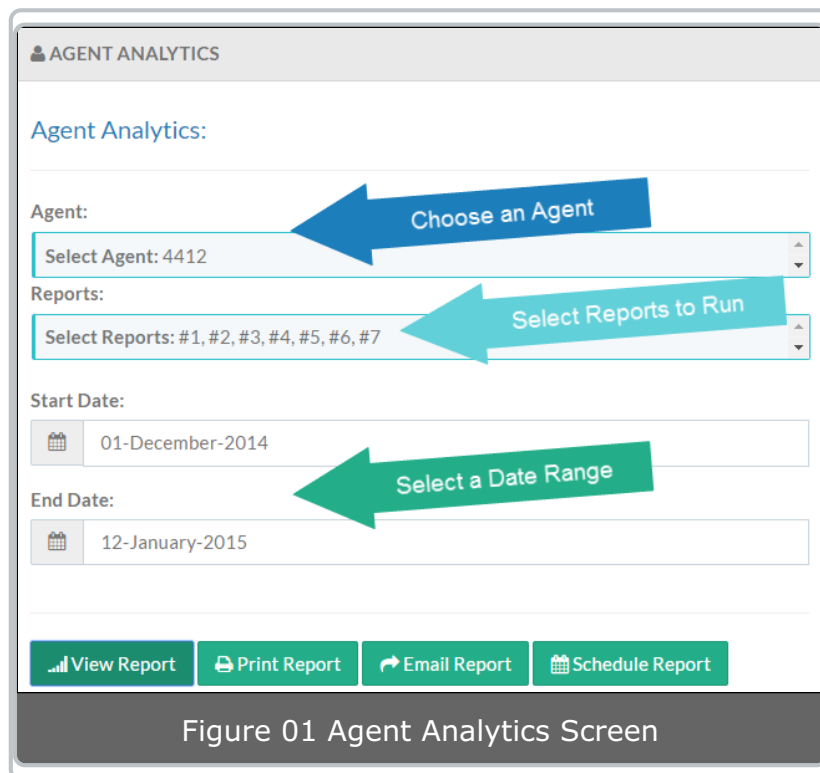 AGENT ANALYTICS
Agent Analytics:
Agent:
Choose an Agent
Select Agent: 4412
Reports:
Select Reports to Run
Select Reports: #1, #2, #3, #4, #5, #6, #7
Start Date:
01-December-2014
Select a Date Range
End Date:
12-January-2015
View Report Print Report Email Report Schedule Report
Figure 01 Agent Analytics Screen